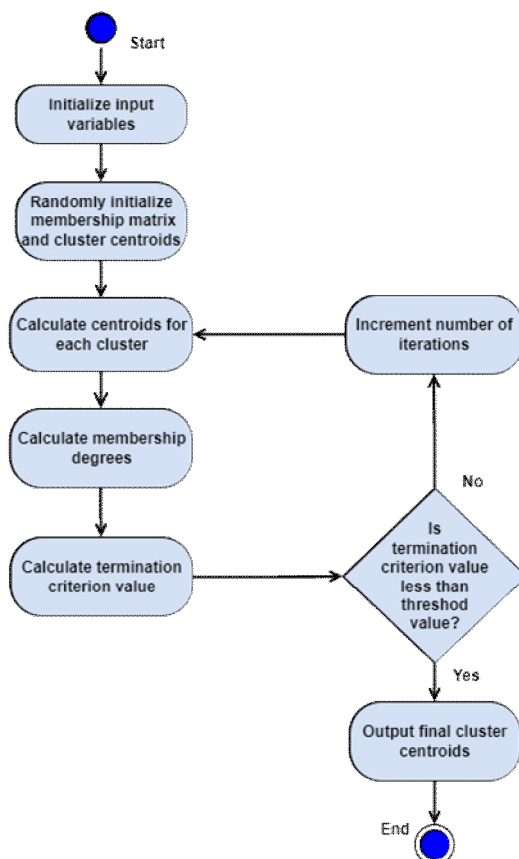 Start
Initialize input
variables
Randomly initialize
membership matrix
and cluster centroids
Calculate centroids for
each cluster
Increment number of
iterations
Calculate membership
degrees
Calculate termination
criterion value
Is
termination
criterion value
less than
threshod
value?
No
Yes
Output final cluster
centroids
End